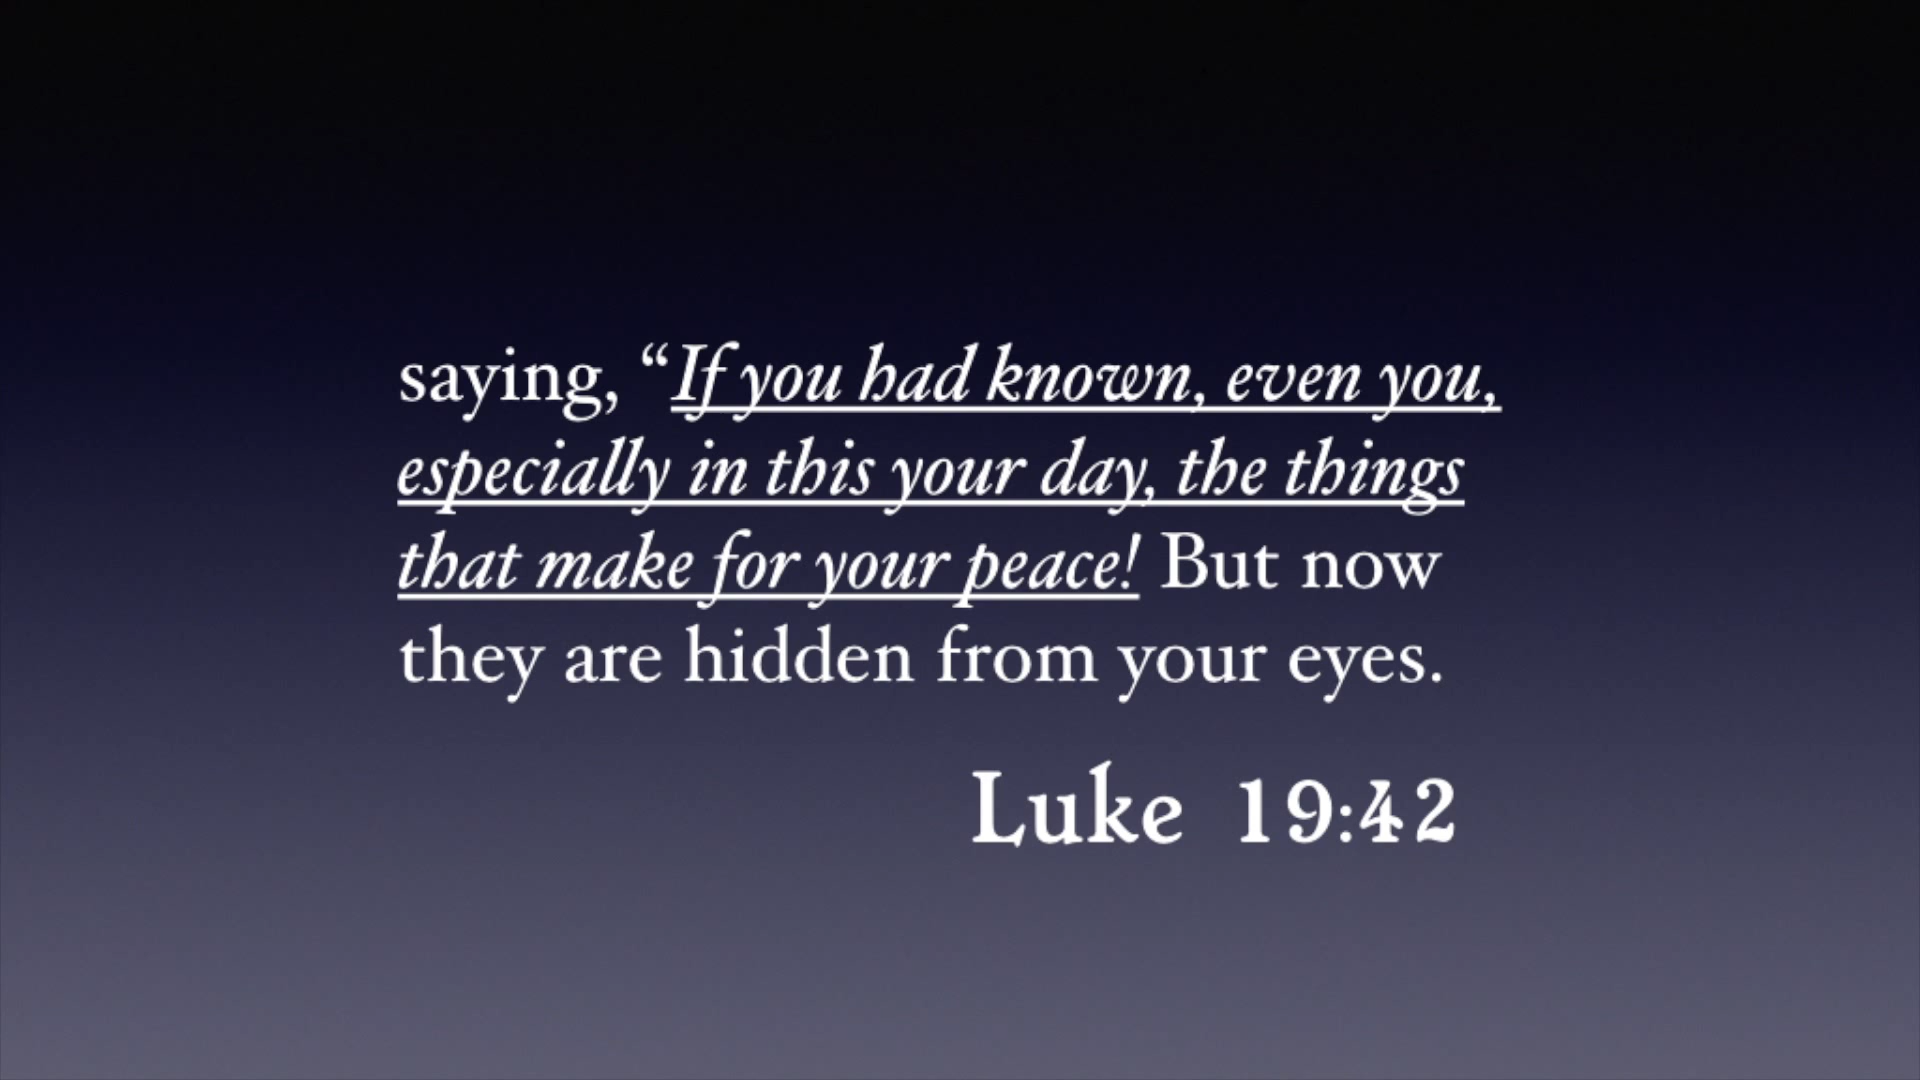 saying, “If you had known, even you,
especially in this your day, the things
that make for your peace! But now
they are hidden from your eyes.
Luke 19:42